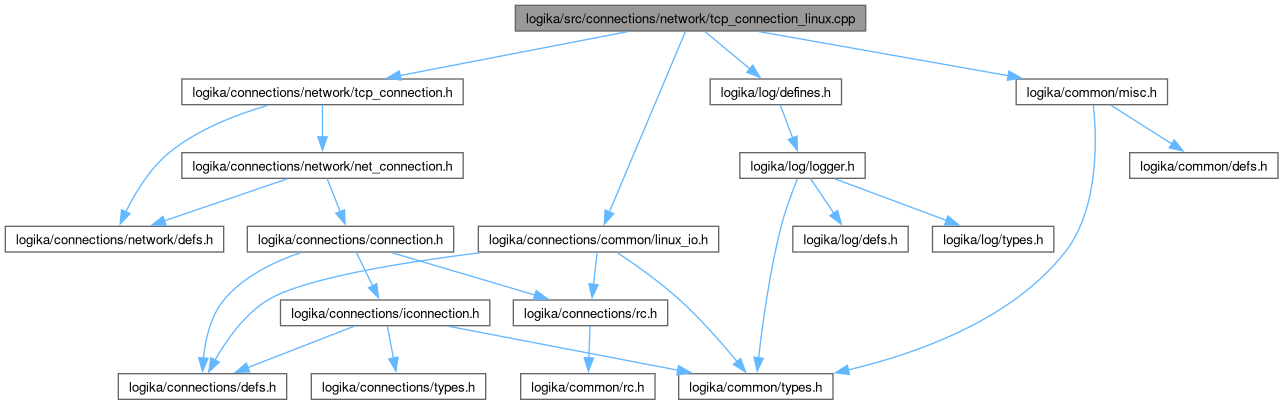 logika/src/connections/network/tcp_connection_linux.cpp
logika/connections/network/tcp_connection.h
logika/log/defines.h
logika/common/misc.h
logika/connections/network/net_connection.h
logika/log/logger.h
logika/common/defs.h
logika/connections/network/defs.h
logika/connections/connection.h
logika/connections/common/linux_io.h
logika/log/defs.h
logika/log/types.h
logika/connections/iconnection.h
logika/connections/rc.h
logika/connections/defs.h
logika/connections/types.h
logika/common/rc.h
logika/common/types.h